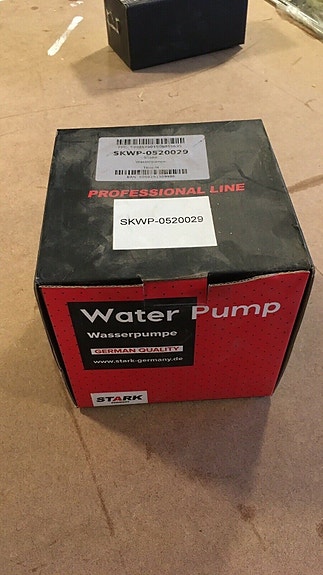 SKWP-0520029
PROFESSIONAL LINE
SKWP-0520029
Water Pump
Wasserpumpe
GERMAN QUALITY
www.stark-germany.de
STARK